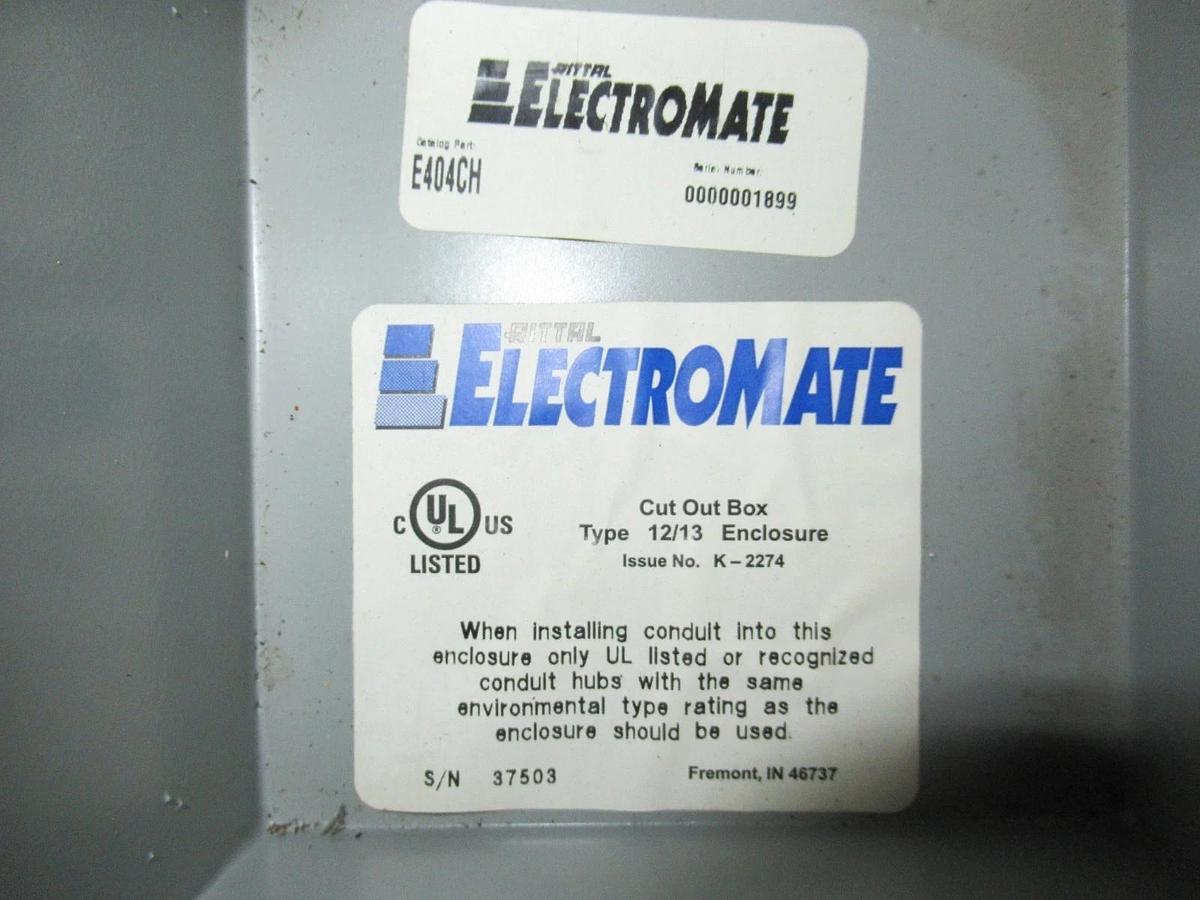 RITTAL
ELECTROMATE
Catalog Part:
E404CH
Serial Number:
0000001899
RITTAL
ELECTROMATE
C UL® US
LISTED
Cut Out Box
Type 12/13 Enclosure
Issue No. K – 2274
When installing conduit into this
enclosure only UL listed or recognized
conduit hubs with the same
environmental type rating as the
enclosure should be used.
S/N 37503
Fremont, IN 46737